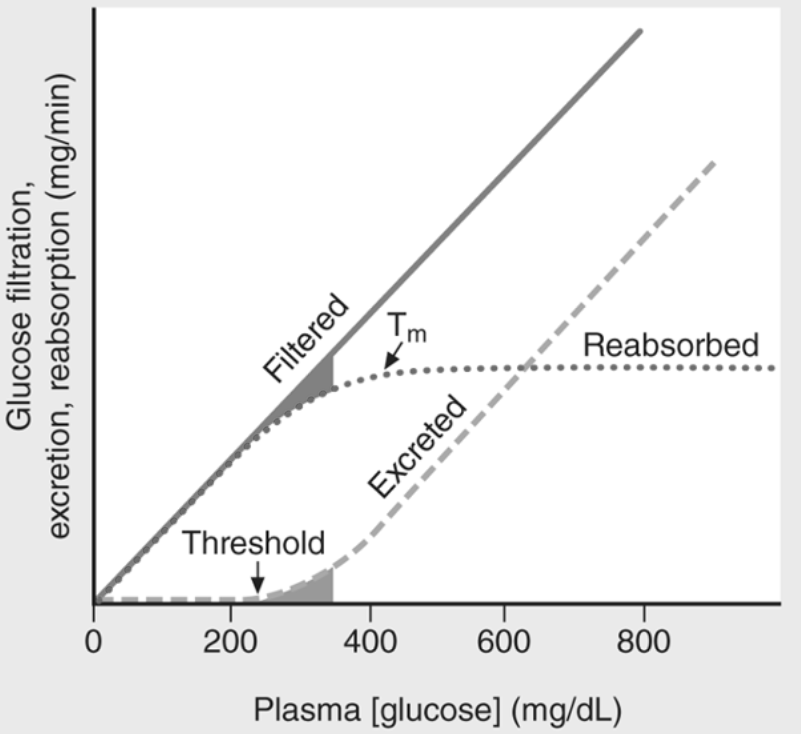 Glucose filtration,
excretion, reabsorption (mg/min)
Filtered
Tm
Reabsorbed
Excreted
Threshold
0 200 400 600 800
Plasma [glucose] (mg/dL)